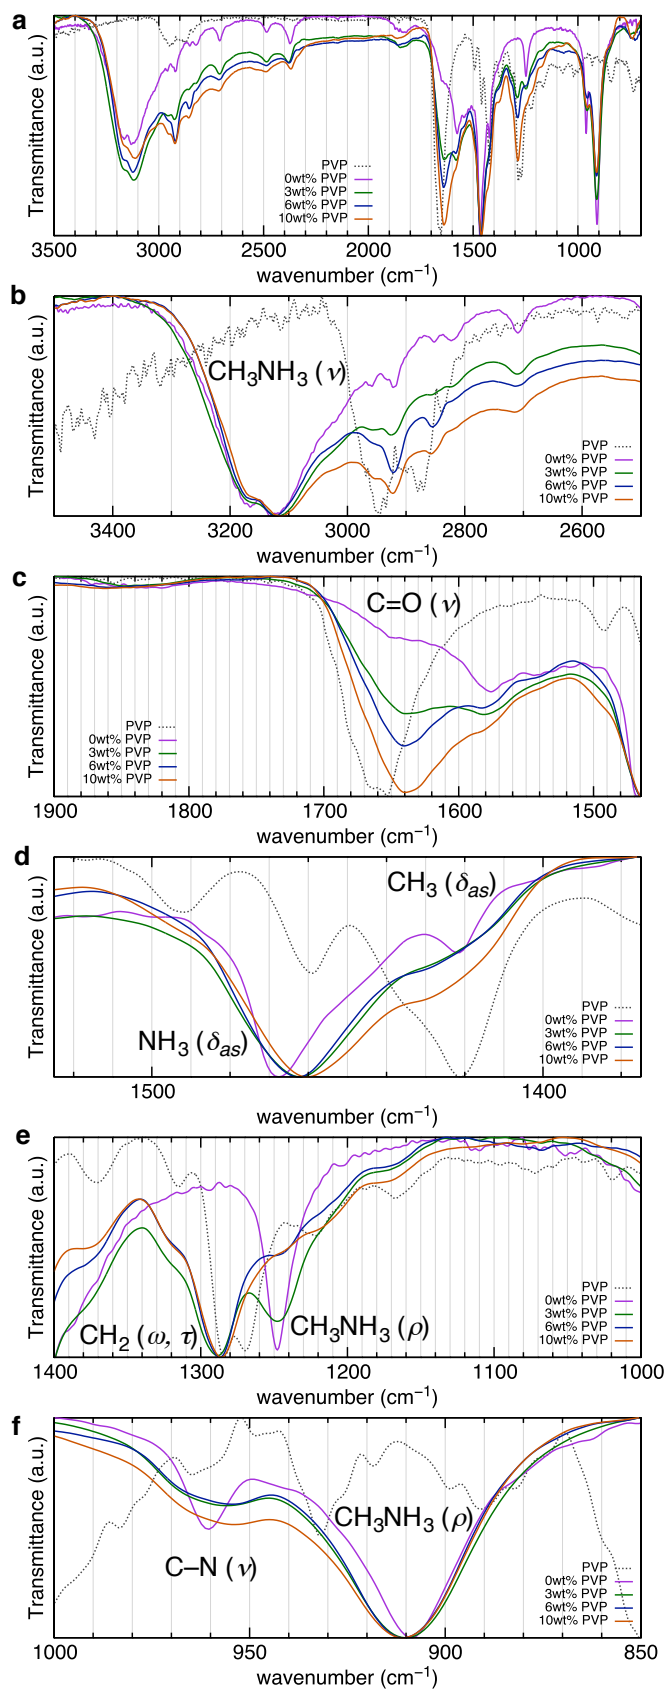 a
Transmittance (a.u.)
PVP
0wt% PVP
3wt% PVP
6wt% PVP
10wt% PVP
3500 3000 2500 2000 1500 1000
wavenumber (cm⁻¹)
b
Transmittance (a.u.)
CH₃NH₃ (ν)
PVP
0wt% PVP
3wt% PVP
6wt% PVP
10wt% PVP
3400 3200 3000 2800 2600
wavenumber (cm⁻¹)
c
Transmittance (a.u.)
C=O (ν)
PVP
0wt% PVP
3wt% PVP
6wt% PVP
10wt% PVP
1900 1800 1700 1600 1500
wavenumber (cm⁻¹)
d
Transmittance (a.u.)
CH₃ (δas)
NH₃ (δas)
PVP
0wt% PVP
3wt% PVP
6wt% PVP
10wt% PVP
1500 1400
wavenumber (cm⁻¹)
e
Transmittance (a.u.)
CH₂ (ω, τ)
CH₃NH₃ (ρ)
PVP
0wt% PVP
3wt% PVP
6wt% PVP
10wt% PVP
1400 1300 1200 1100 1000
wavenumber (cm⁻¹)
f
Transmittance (a.u.)
CH₃NH₃ (ρ)
C–N (ν)
PVP
0wt% PVP
3wt% PVP
6wt% PVP
10wt% PVP
1000 950 900 850
wavenumber (cm⁻¹)